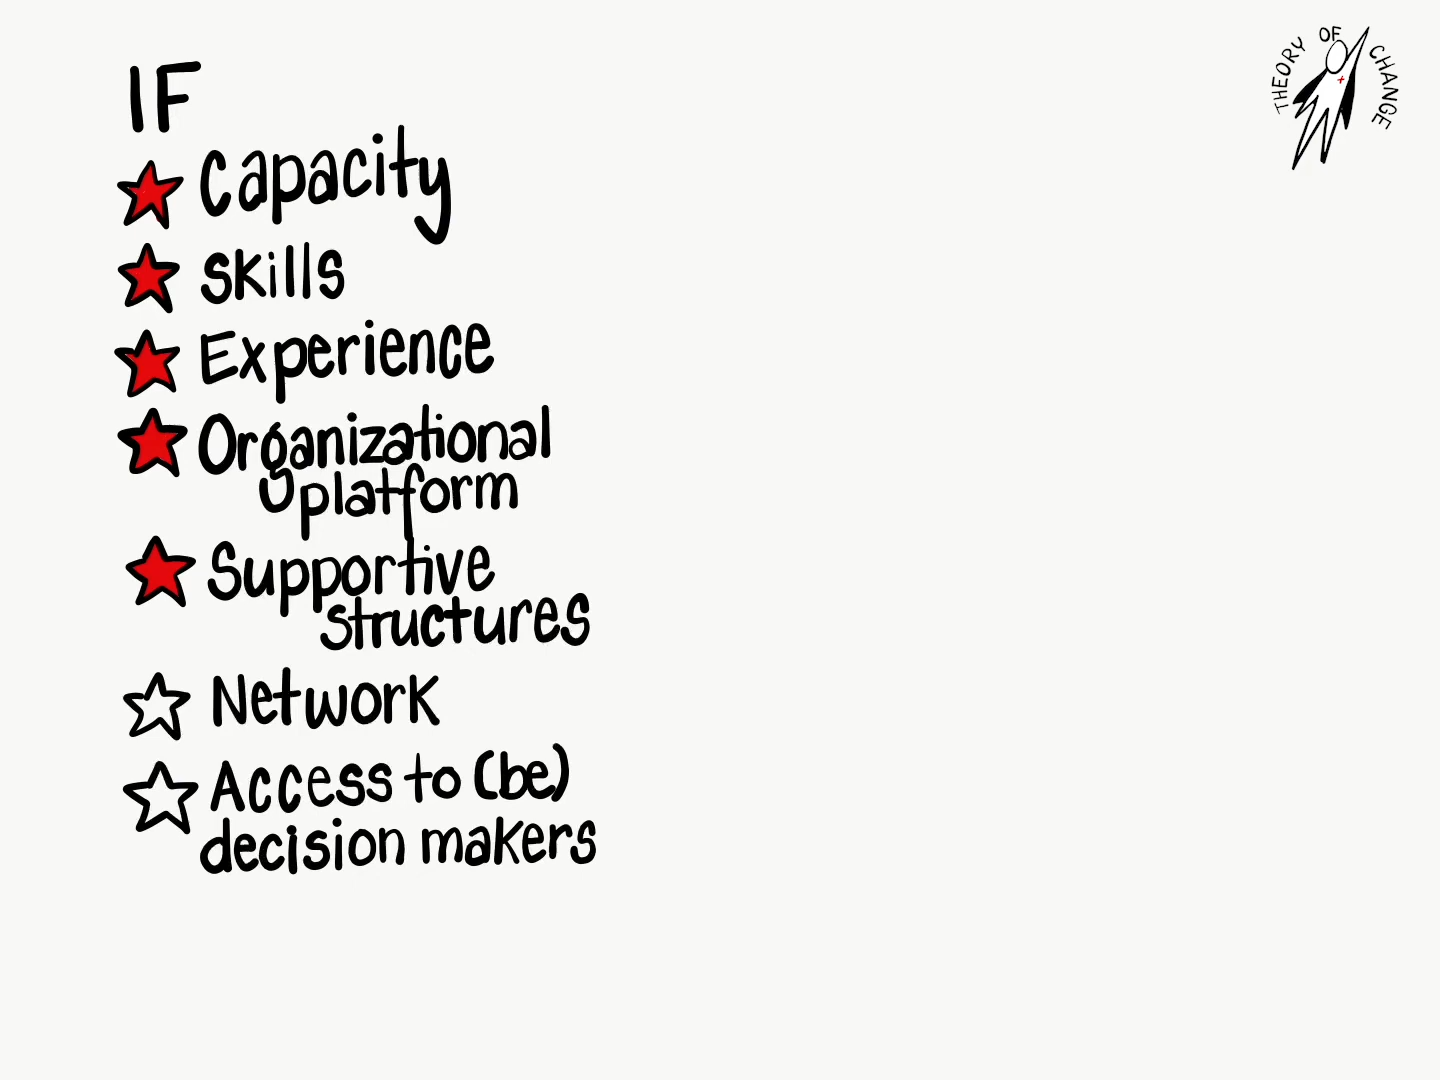 THEORY OF CHANGE
IF
Capacity
skills
Experience
Organizational
platform
Supportive
structures
Network
Access to (be)
decision makers